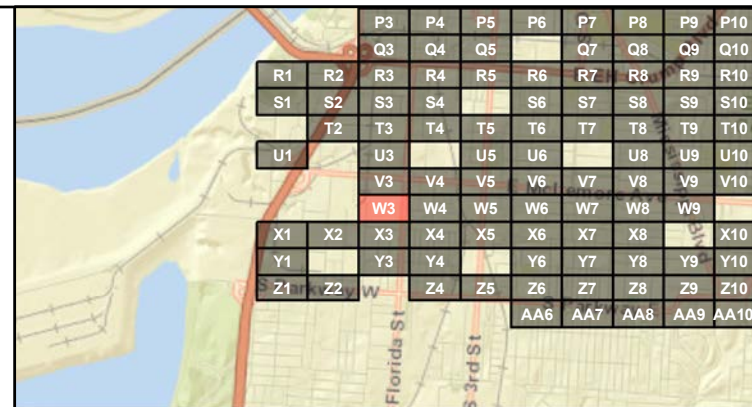 P3 P4 P5 P6 P7 P8 P9 P10
Q3 Q4 Q5 Q7 Q8 Q9 Q10
R1 R2 R3 R4 R5 R6 R7 R8 R9 R10
S1 S2 S3 S4 S6 S7 S8 S9 S10
T2 T3 T4 T5 T6 T7 T8 T9 T10
U1 U3 U5 U6 U8 U9 U10
V3 V4 V5 V6 V7 V8 V9 V10
E McLemore Ave
W3 W4 W5 W6 W7 W8 W9
X1 X2 X3 X4 X5 X6 X7 X8 X10
Y1 Y3 Y4 Y6 Y7 Y8 Y9 Y10
S Parkway W
Z1 Z2 Z4 Z5 Z6 Z7 Z8 Z9 Z10
S Parkway E
AA6 AA7 AA8 AA9 AA10
Florida St
S 3rd St